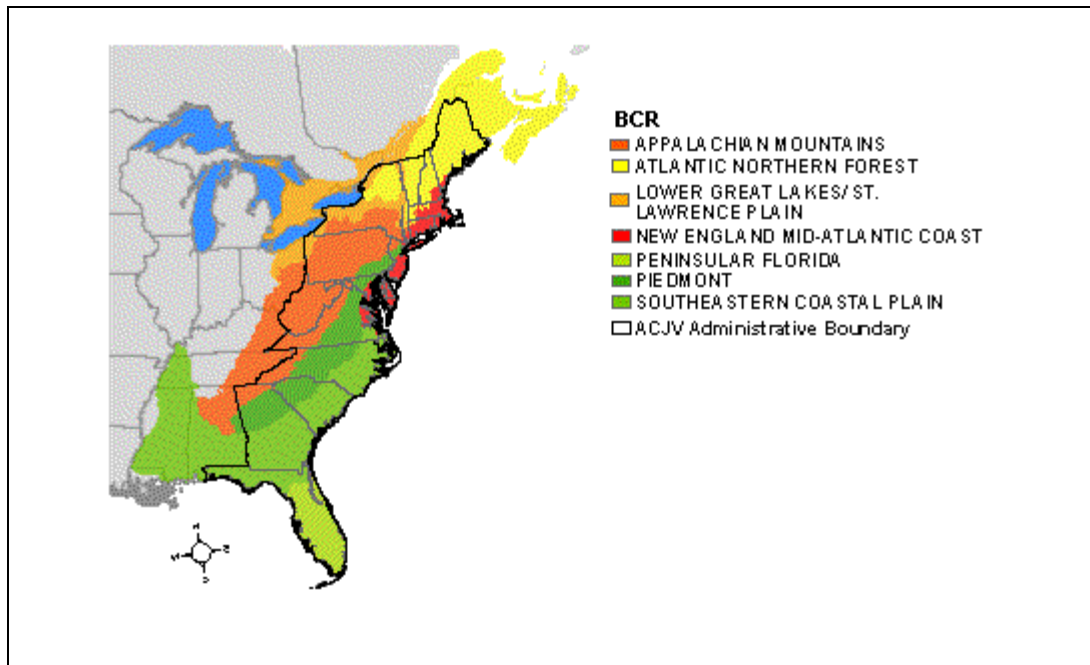 BCR
APPALACHIAN MOUNTAINS
ATLANTIC NORTHERN FOREST
LOWER GREAT LAKES/ ST.
LAWRENCE PLAIN
NEW ENGLAND MID-ATLANTIC COAST
PENINSULAR FLORIDA
PIEDMONT
SOUTHEASTERN COASTAL PLAIN
ACJV Administrative Boundary